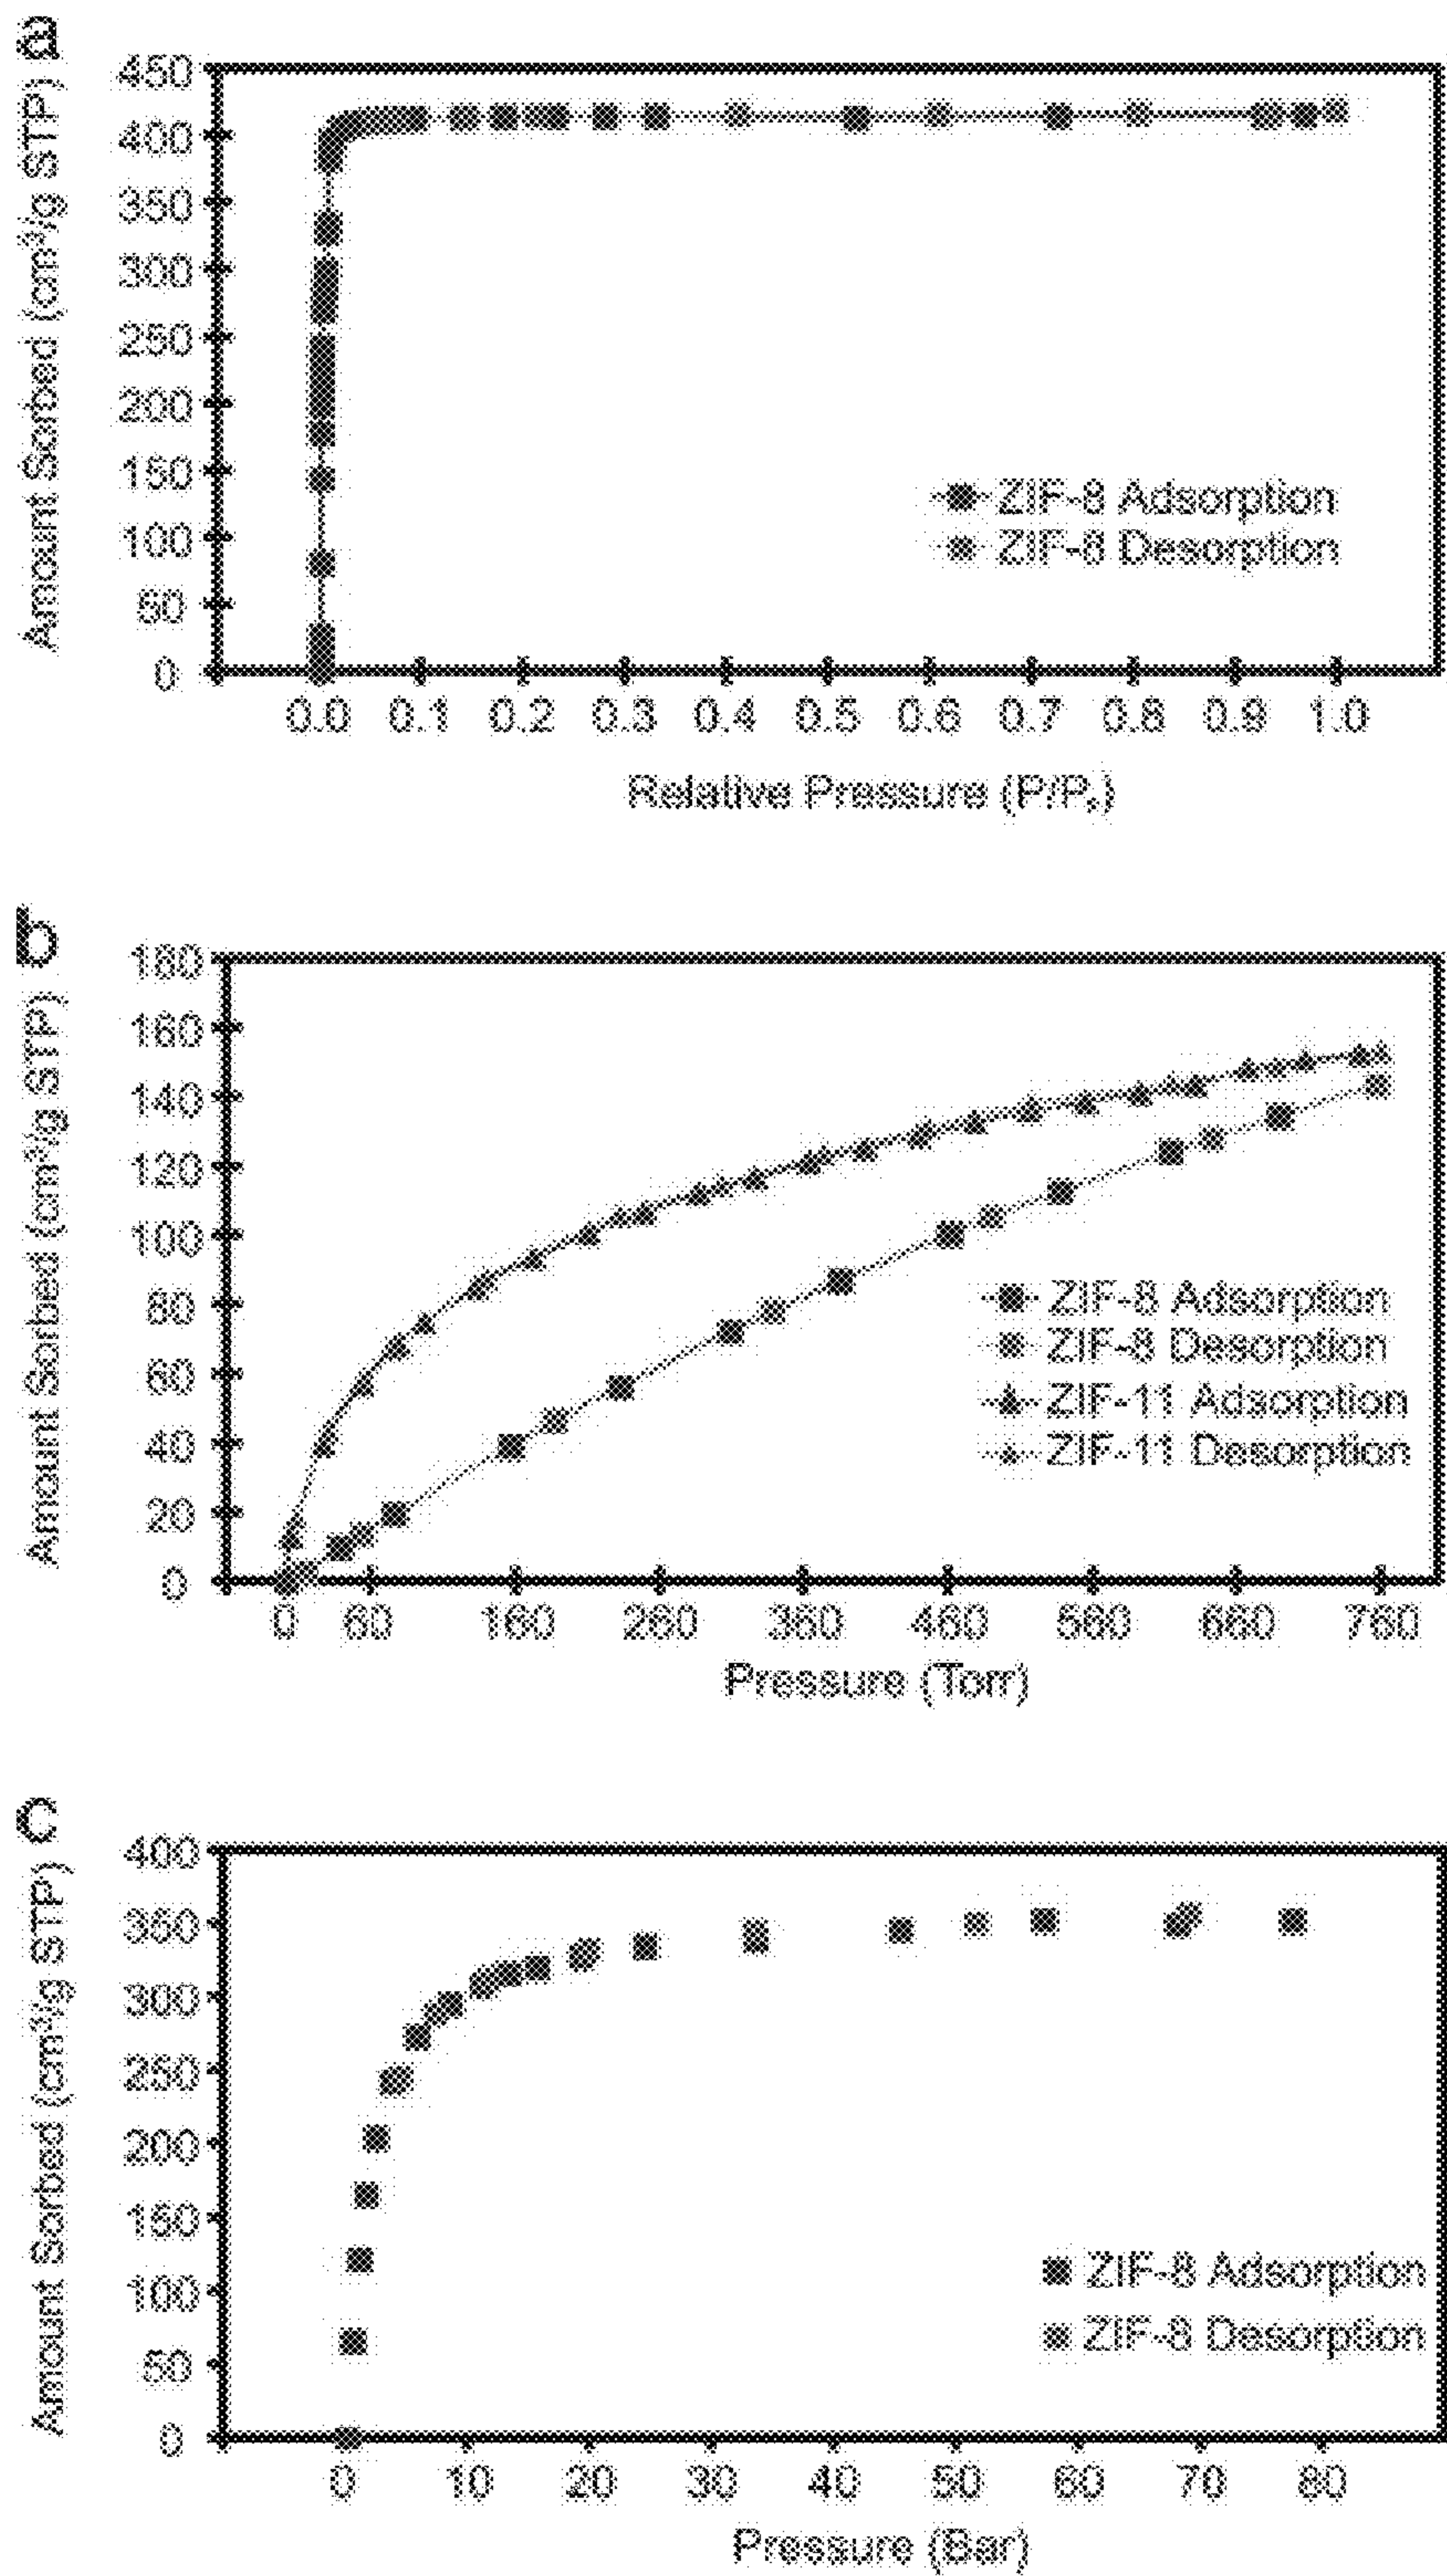 a
Amount Sorbed (cm³/g STP)
450
400
350
300
250
200
150
100
50
0
0.0 0.1 0.2 0.3 0.4 0.5 0.6 0.7 0.8 0.9 1.0
ZIF-8 Adsorption
ZIF-8 Desorption
Relative Pressure (P/P₀)
b
Amount Sorbed (cm³/g STP)
180
160
140
120
100
80
60
40
20
0
0 60 160 260 360 460 560 660 760
ZIF-8 Adsorption
ZIF-8 Desorption
ZIF-11 Adsorption
ZIF-11 Desorption
Pressure (Torr)
c
Amount Sorbed (cm³/g STP)
400
350
300
250
200
150
100
50
0
0 10 20 30 40 50 60 70 80
ZIF-8 Adsorption
ZIF-8 Desorption
Pressure (Bar)